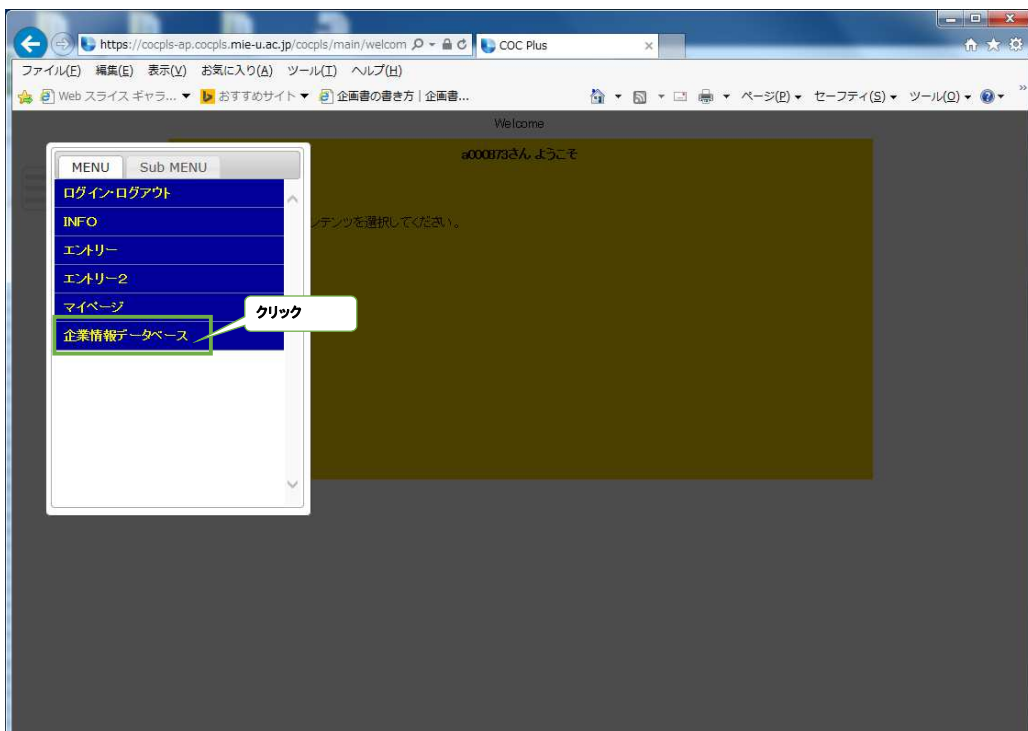 https://cocpls-ap.cocpls.mie-u.ac.jp/cocpls/main/welcom
COC Plus
ファイル(F) 編集(E) 表示(V) お気に入り(A) ツール(T) ヘルプ(H)
Web スライス ギャラ... おすすめサイト 企画書の書き方 | 企画書...
ページ(P) セーフティ(S) ツール(O)
Welcome
a000873さん ようこそ
MENU Sub MENU
ログイン・ログアウト
INFO
ンテンツを選択してください。
エントリー
エントリー2
マイページ
クリック
企業情報データベース